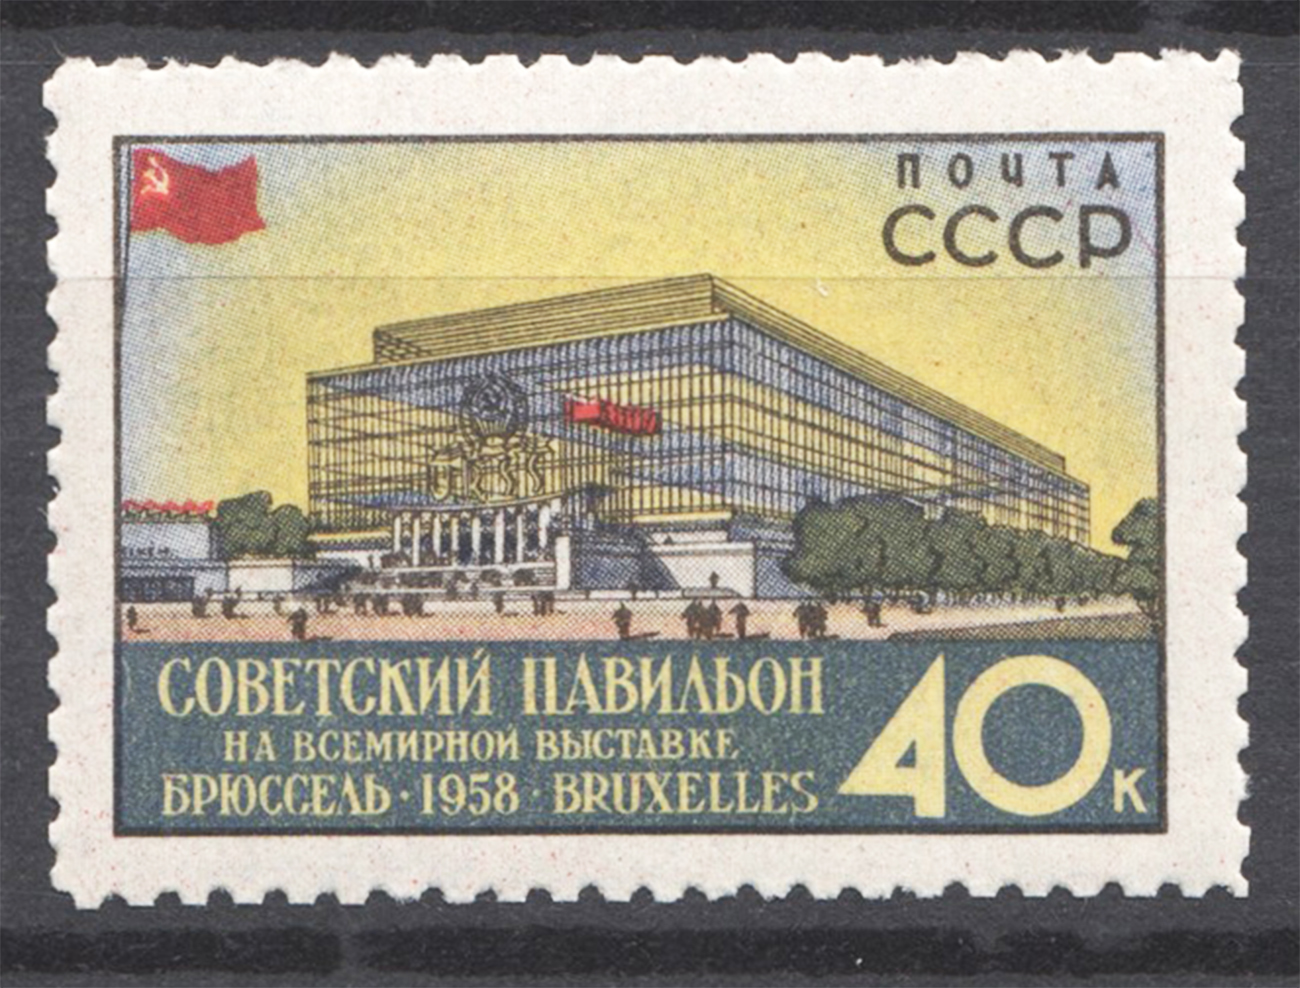 ПОЧТА
СССР
СОВЕТСКИЙ ПАВИЛЬОН
НА ВСЕМИРНОЙ ВЫСТАВКЕ
БРЮССЕЛЬ · 1958 · BRUXELLES
40 К